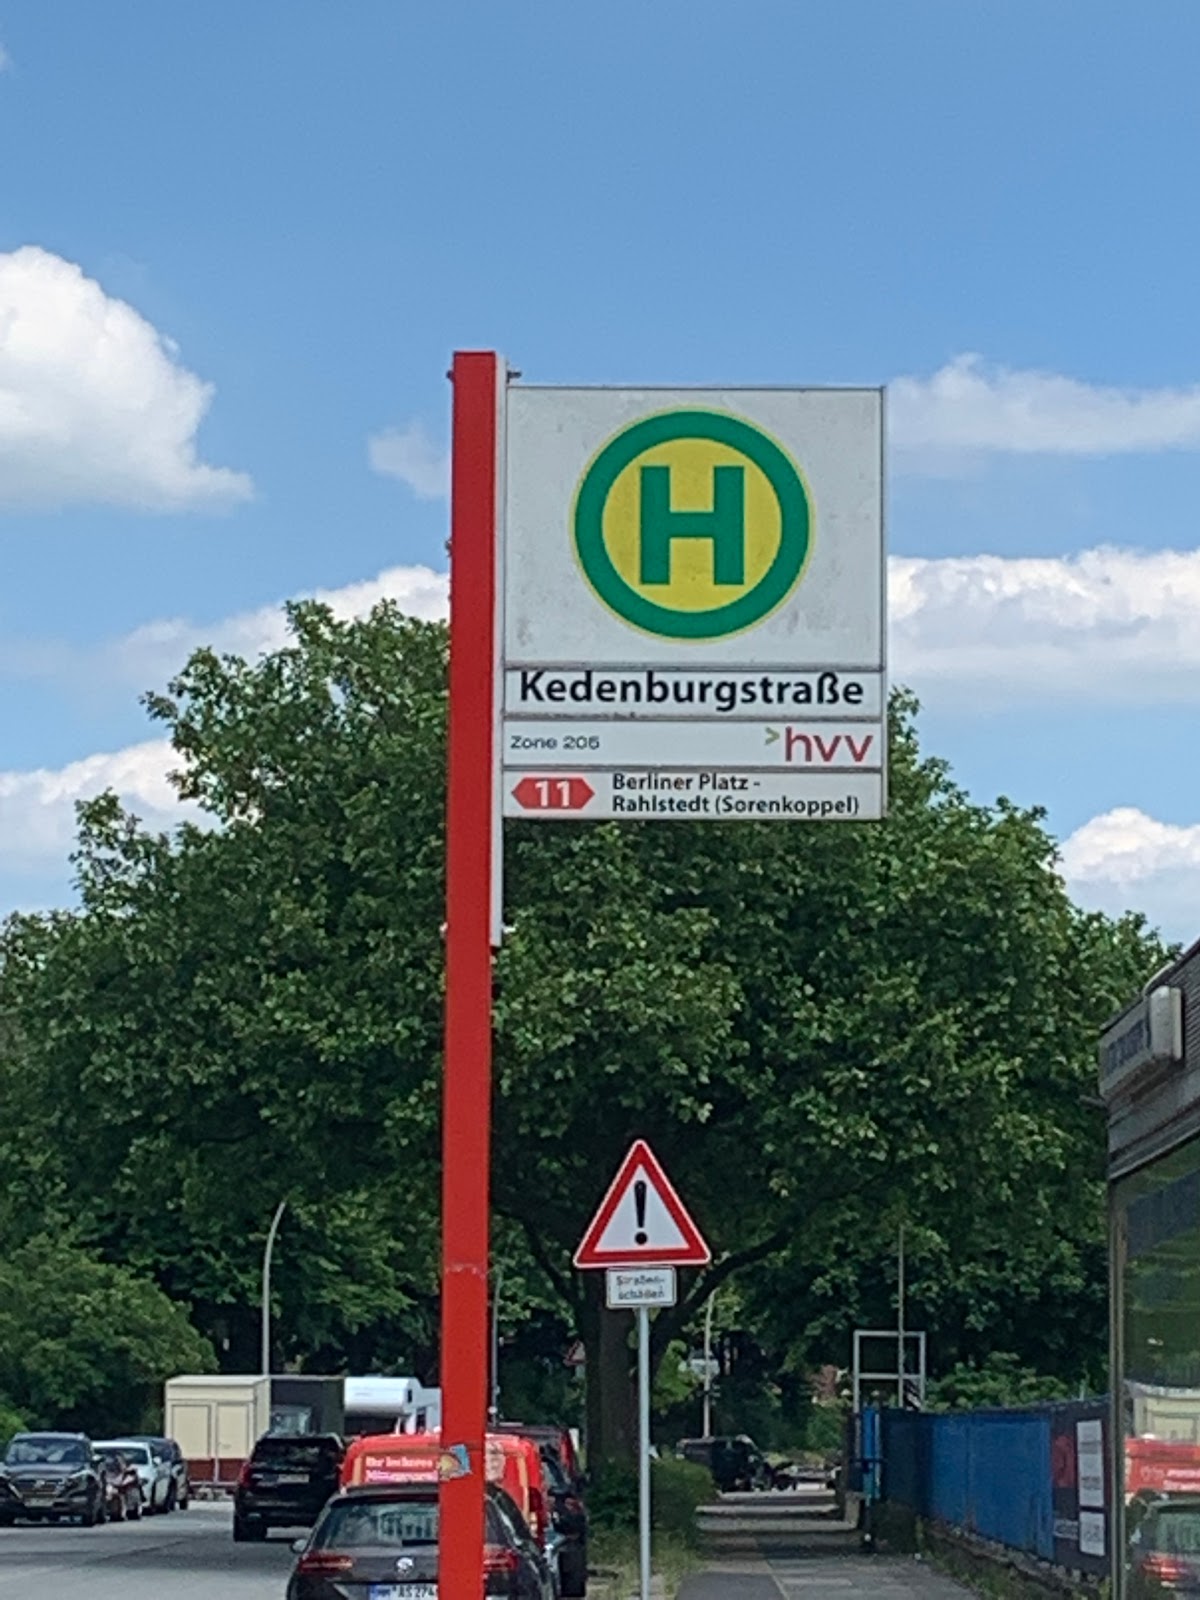 H
Kedenburgstraße
Zone 205
hvv
11
Berliner Platz -
Rahlstedt (Sorenkoppel)
!
Straßen-
schäden